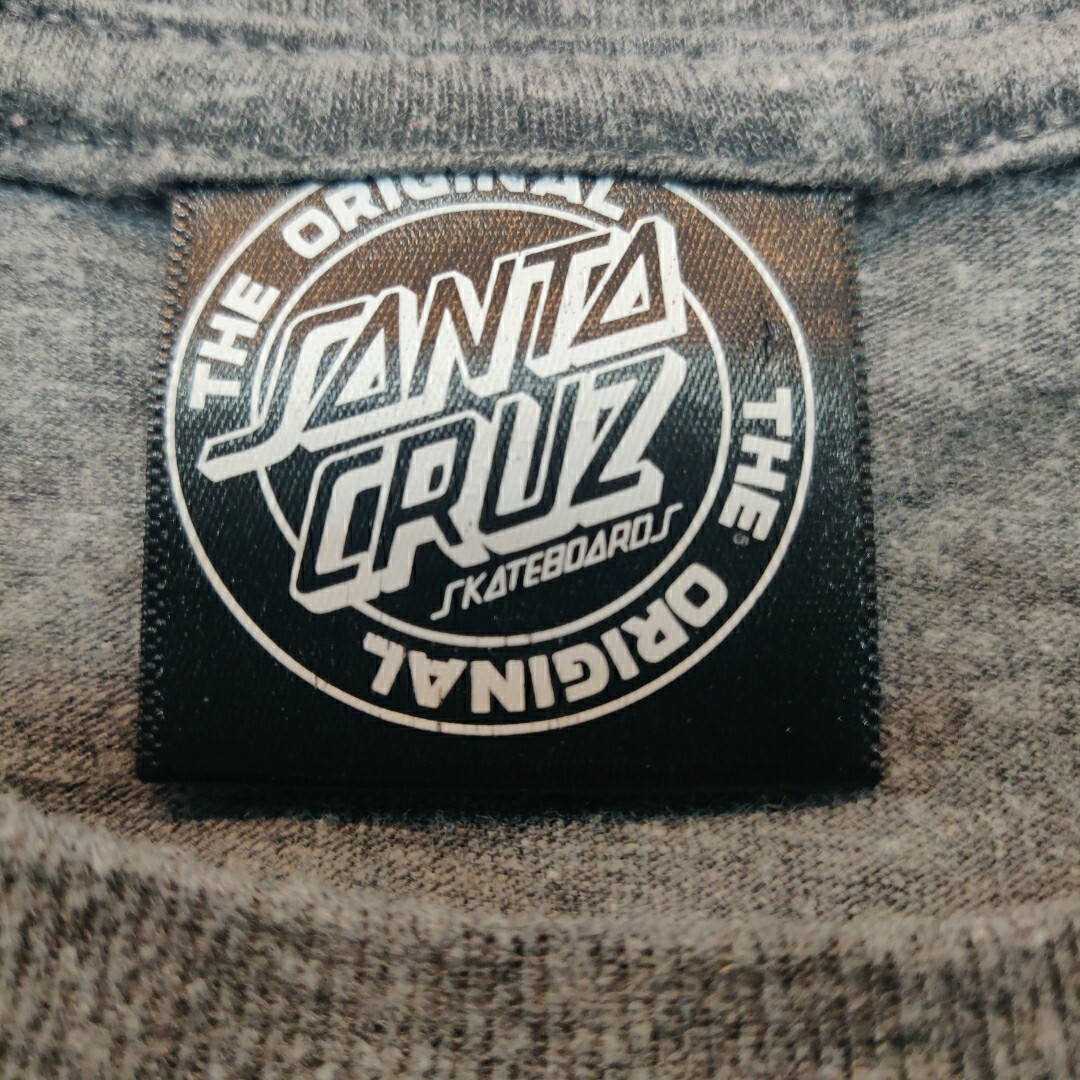 THE ORIGINAL
SANTA
CRUZ
SKATEBOARDS
THE ORIGINAL